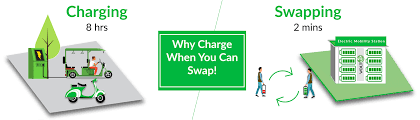 Charging
8 hrs
Why Charge
When You Can
Swap!
Swapping
2 mins
Electric Mobility Station